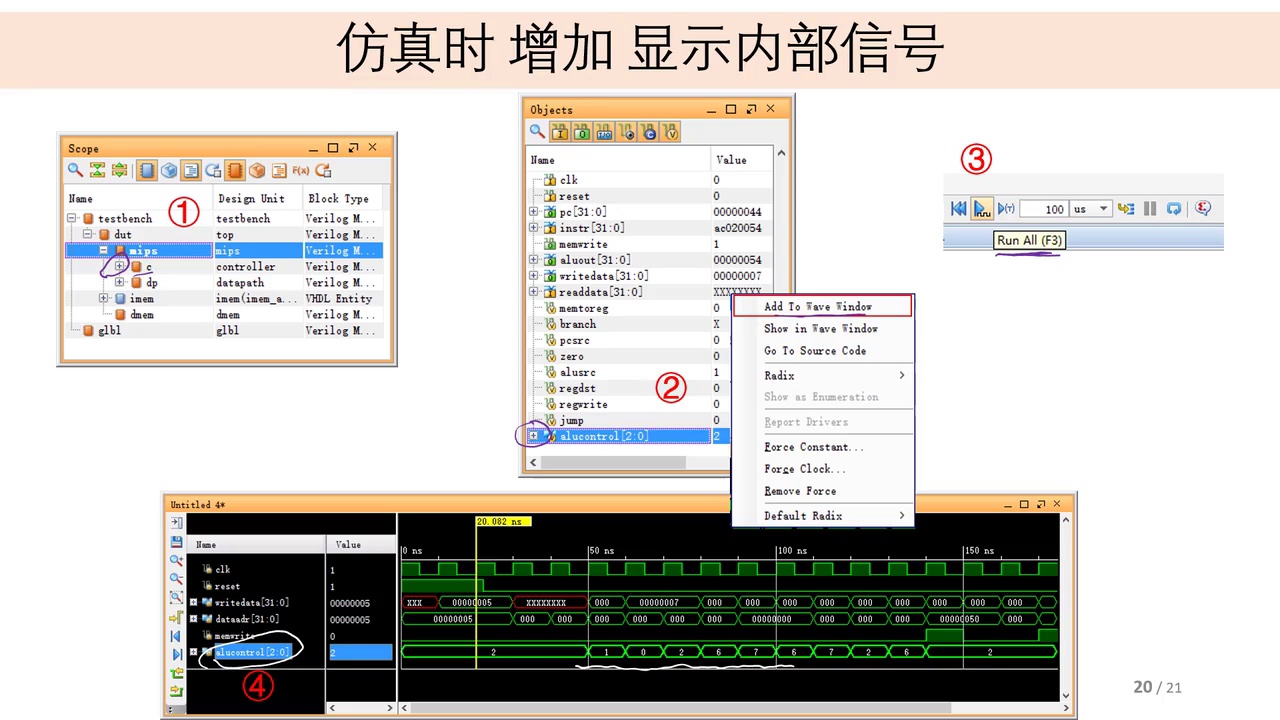 仿真时 增加 显示内部信号
Scope
Name Design Unit Block Type
①
testbench testbench Verilog M...
dut top Verilog M...
mips mips Verilog M...
c controller Verilog M...
dp datapath Verilog M...
imem imem(imem_a... VHDL Entity
dmem dmem Verilog M...
glbl glbl Verilog M...
Objects
Name Value
clk 0
reset 0
pc[31:0] 00000044
instr[31:0] ac020054
memwrite 1
aluout[31:0] 00000054
writedata[31:0] 00000007
readdata[31:0] XXXXXXXX
memtoreg 0
branch X
pcsrc 0
zero 0
alusrc 1
regdst 0
regwrite 0
jump 0
alucontrol[2:0] 2
②
Add To Wave Window
Show in Wave Window
Go To Source Code
Radix
Show as Enumeration
Report Drivers
Force Constant...
Force Clock...
Remove Force
Default Radix
③
100 us
Run All (F3)
Untitled 4*
20.082 ns
Name Value
0 ns 50 ns 100 ns 150 ns
clk 1
reset 1
writedata[31:0] 00000005 XXX 00000005 XXXXXXXX 000 00000007 000 000 000 000 000 000 000 000 000
dataadr[31:0] 00000005 00000005 000 000 000 000 000 000 000 00000000 000 000 000 00000050 000
memwrite 0
alucontrol[2:0] 2 2 1 0 2 6 7 6 7 2 6 2
④
20 / 21